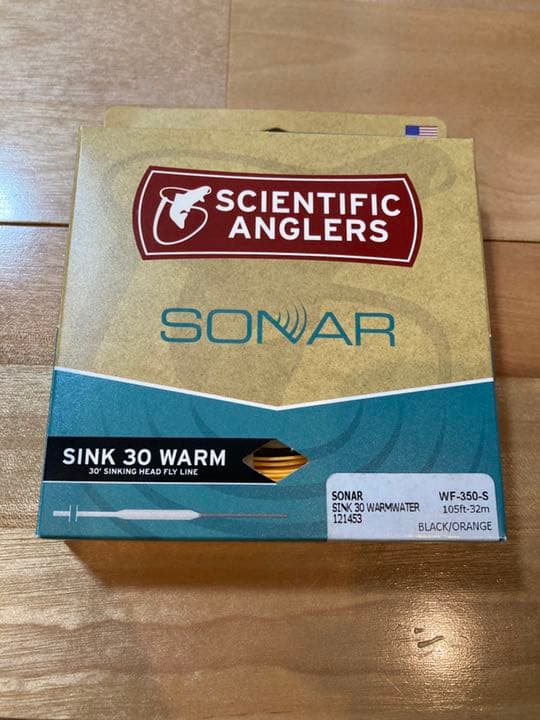 SCIENTIFIC
ANGLERS
SONAR
SINK 30 WARM
30' SINKING HEAD FLY LINE
SONAR WF-350-S
SINK 30 WARMWATER 105ft-32m
121453
BLACK/ORANGE